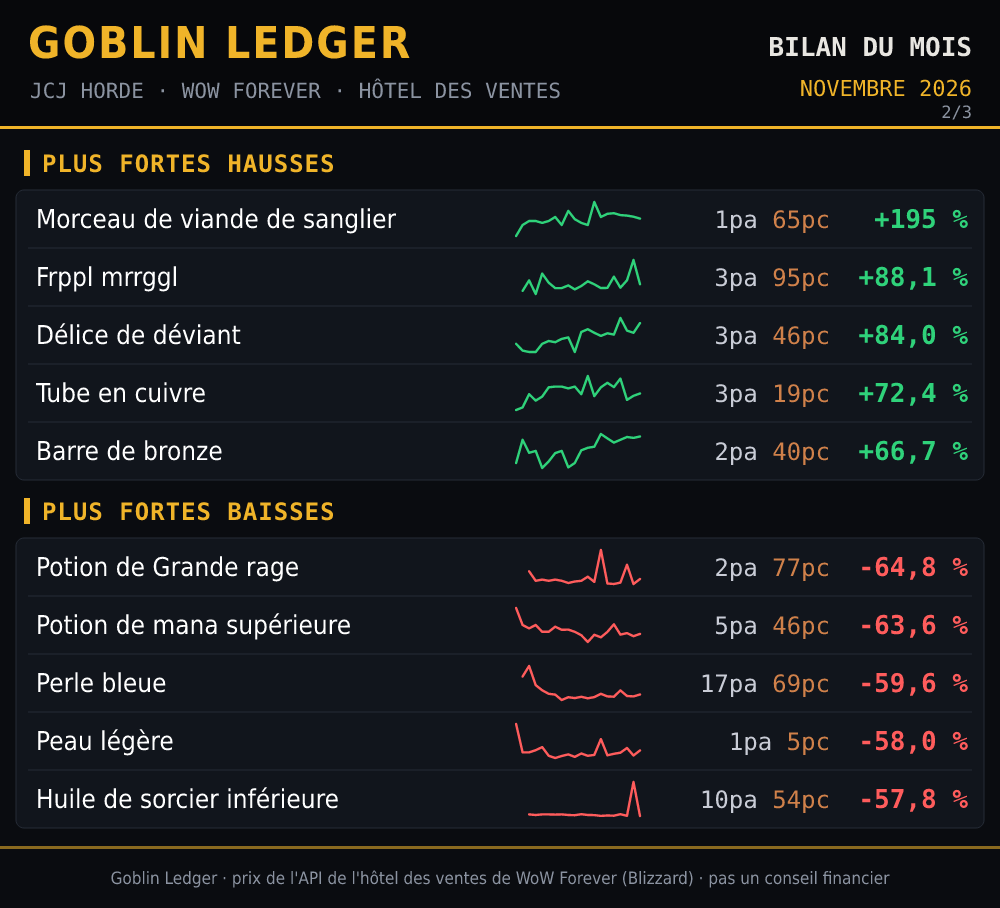 GOBLIN LEDGER
BILAN DU MOIS
JCJ HORDE · WOW FOREVER · HÔTEL DES VENTES
NOVEMBRE 2026
2/3
PLUS FORTES HAUSSES
Morceau de viande de sanglier 1pa 65pc +195 %
Frppl mrrggl 3pa 95pc +88,1 %
Délice de déviant 3pa 46pc +84,0 %
Tube en cuivre 3pa 19pc +72,4 %
Barre de bronze 2pa 40pc +66,7 %
PLUS FORTES BAISSES
Potion de Grande rage 2pa 77pc -64,8 %
Potion de mana supérieure 5pa 46pc -63,6 %
Perle bleue 17pa 69pc -59,6 %
Peau légère 1pa 5pc -58,0 %
Huile de sorcier inférieure 10pa 54pc -57,8 %
Goblin Ledger · prix de l'API de l'hôtel des ventes de WoW Forever (Blizzard) · pas un conseil financier